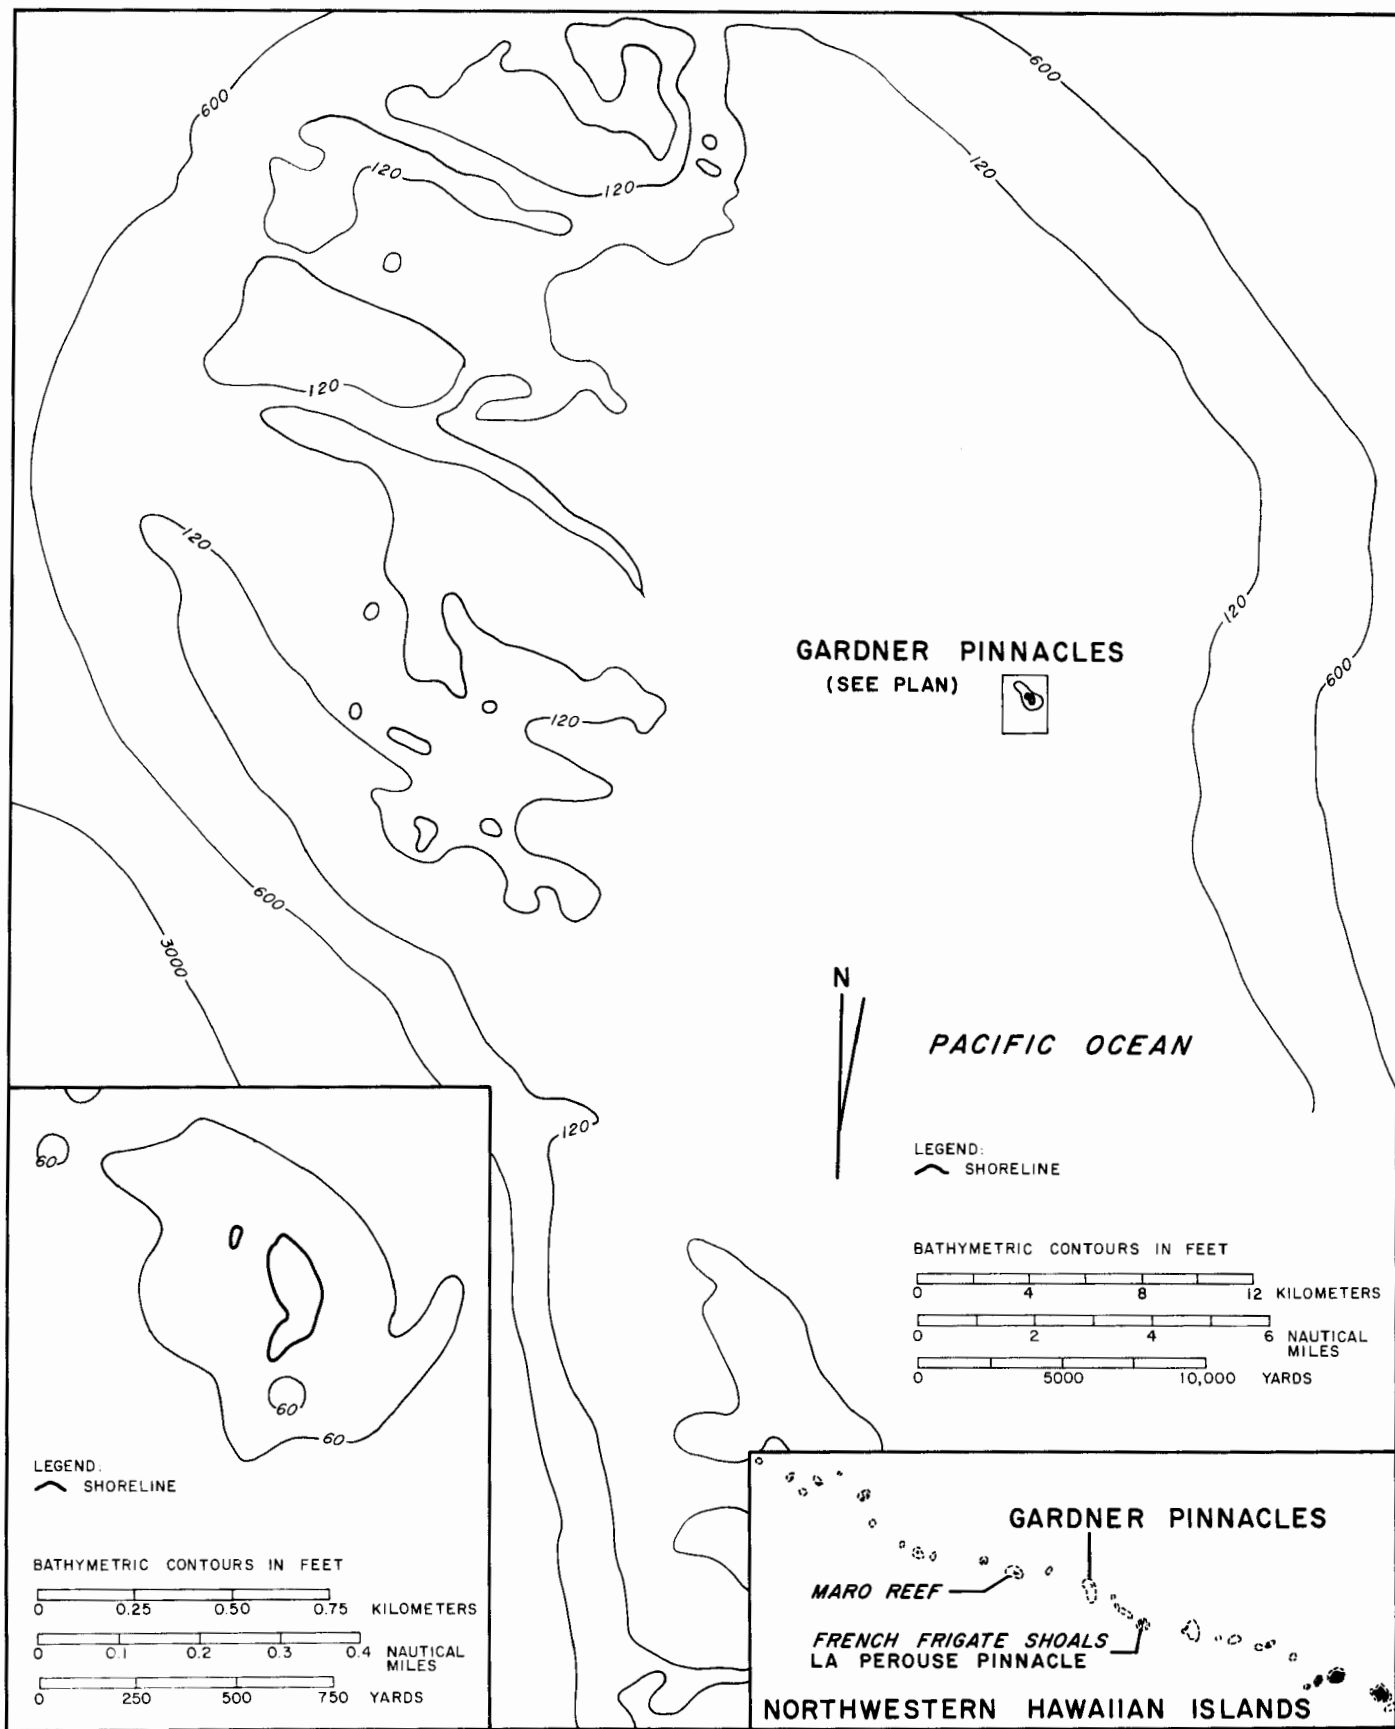 600
600
120
120
120
120
120
120
600
GARDNER PINNACLES
(SEE PLAN)
120
600
3000
N
PACIFIC OCEAN
120
LEGEND:
SHORELINE
BATHYMETRIC CONTOURS IN FEET
0 4 8 12 KILOMETERS
0 2 4 6 NAUTICAL
MILES
0 5000 10,000 YARDS
60
60
60
LEGEND:
SHORELINE
BATHYMETRIC CONTOURS IN FEET
0 0.25 0.50 0.75 KILOMETERS
0 0.1 0.2 0.3 0.4 NAUTICAL
MILES
0 250 500 750 YARDS
GARDNER PINNACLES
MARO REEF
FRENCH FRIGATE SHOALS
LA PEROUSE PINNACLE
NORTHWESTERN HAWAIIAN ISLANDS